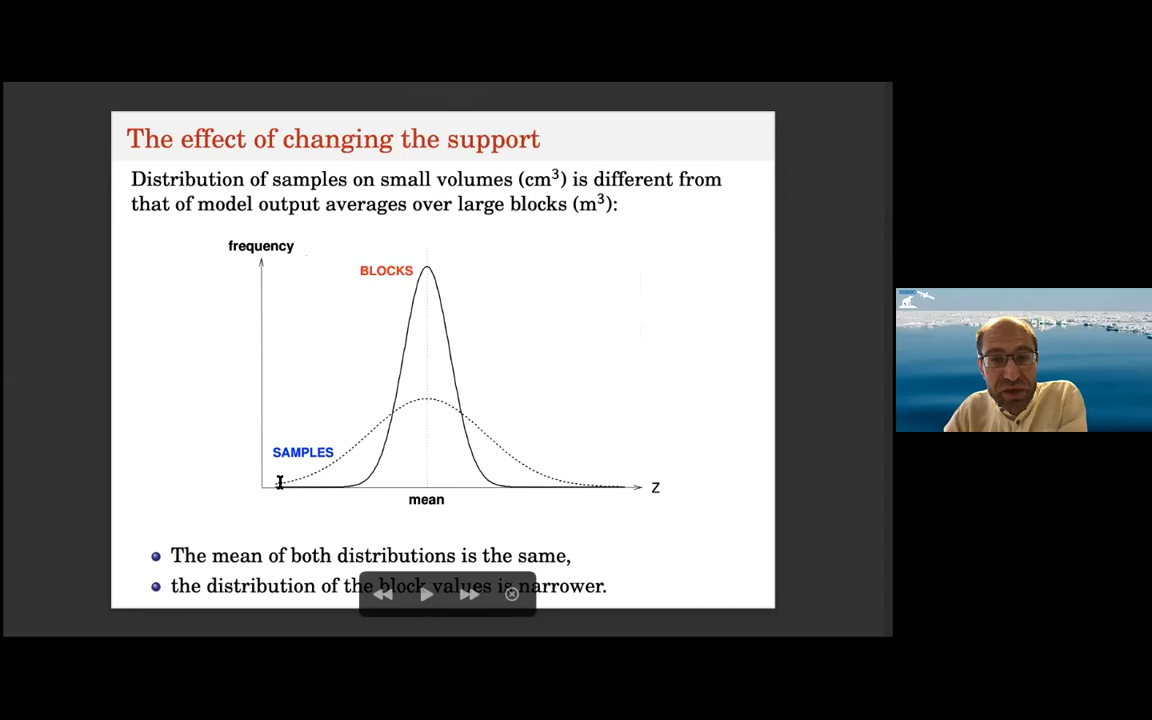 The effect of changing the support
Distribution of samples on small volumes (cm³) is different from
that of model output averages over large blocks (m³):
frequency
BLOCKS
SAMPLES
Z
mean
The mean of both distributions is the same,
the distribution of the block values is narrower.